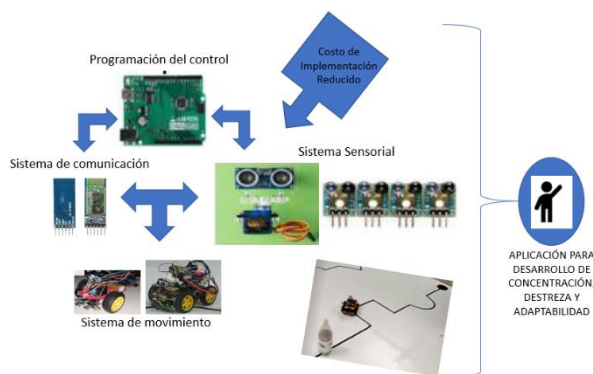 Programación del control
Costo de
Implementación
Reducido
Sistema de comunicación
Sistema Sensorial
Sistema de movimiento
APLICACIÓN PARA
DESARROLLO DE
CONCENTRACIÓN,
DESTREZA Y
ADAPTABILIDAD